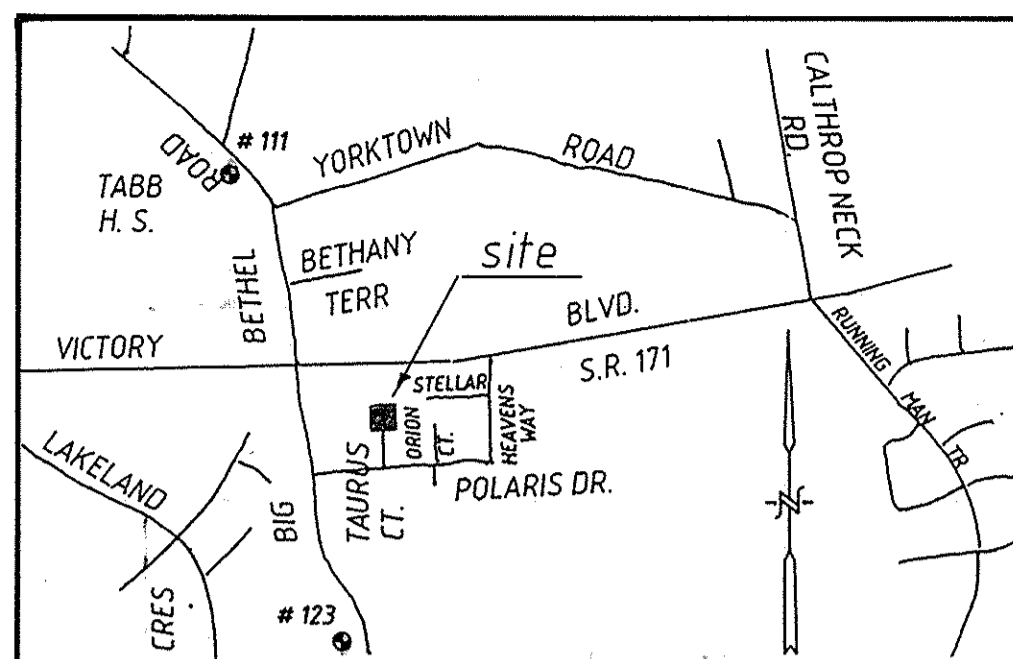 # 111
ROAD
TABB
H. S.
YORKTOWN ROAD
CALTHROP NECK
RD.
BETHANY
TERR
site
BIG BETHEL
VICTORY BLVD.
S.R. 171
STELLAR
ORION
CT.
HEAVENS
WAY
TAURUS
CT.
POLARIS DR.
RUNNING MAN TR
LAKELAND
CRES
# 123
N